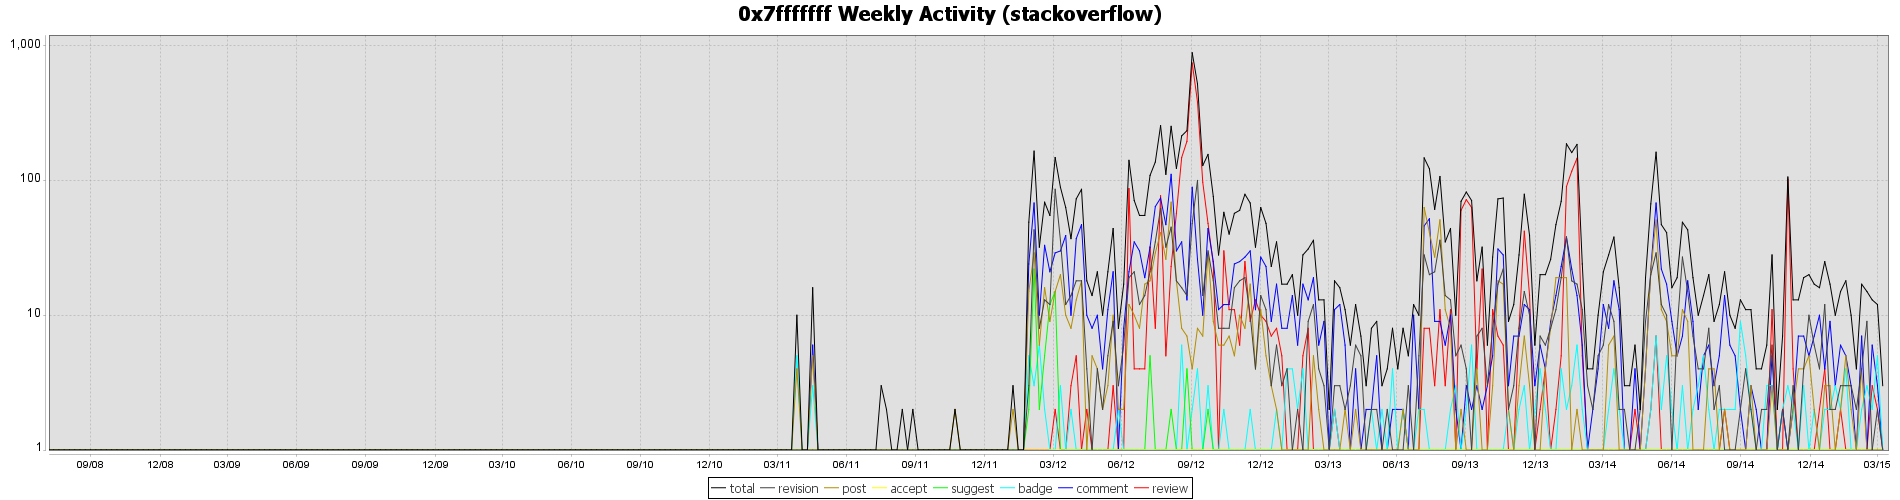 0x7fffffff Weekly Activity (stackoverflow)
1,000
100
10
1
09/08 12/08 03/09 06/09 09/09 12/09 03/10 06/10 09/10 12/10 03/11 06/11 09/11 12/11 03/12 06/12 09/12 12/12 03/13 06/13 09/13 12/13 03/14 06/14 09/14 12/14 03/15
total revision post accept suggest badge comment review